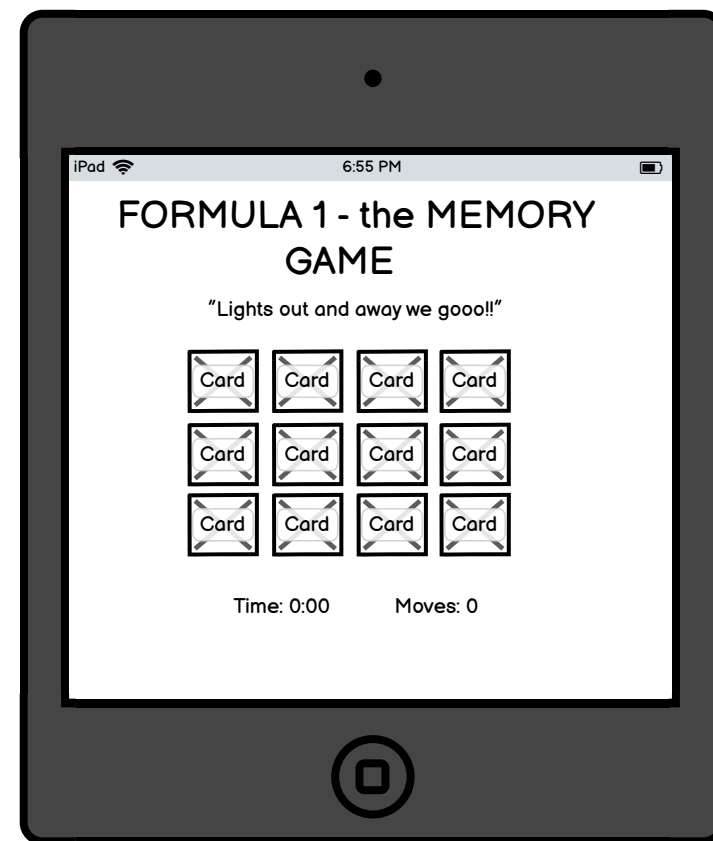 iPad 6:55 PM
FORMULA 1 - the MEMORY
GAME
"Lights out and away we gooo!!"
Card Card Card Card
Card Card Card Card
Card Card Card Card
Time: 0:00 Moves: 0